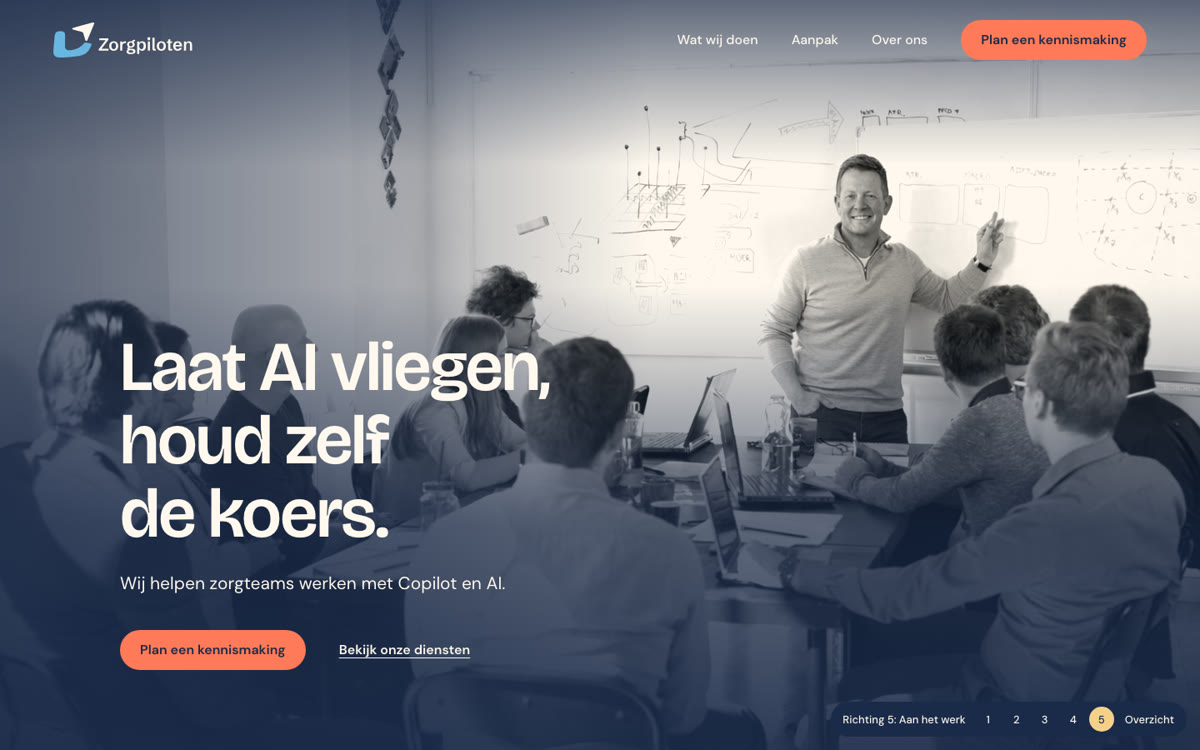 Zorgpiloten
Wat wij doen
Aanpak
Over ons
Plan een kennismaking
Laat AI vliegen,
houd zelf
de koers.
Wij helpen zorgteams werken met Copilot en AI.
Plan een kennismaking
Bekijk onze diensten
Richting 5: Aan het werk
1
2
3
4
5
Overzicht